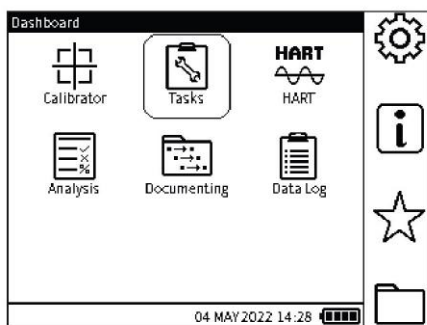 Dashboard
HART
Calibrator Tasks HART
Analysis Documenting Data Log
04 MAY 2022 14:28